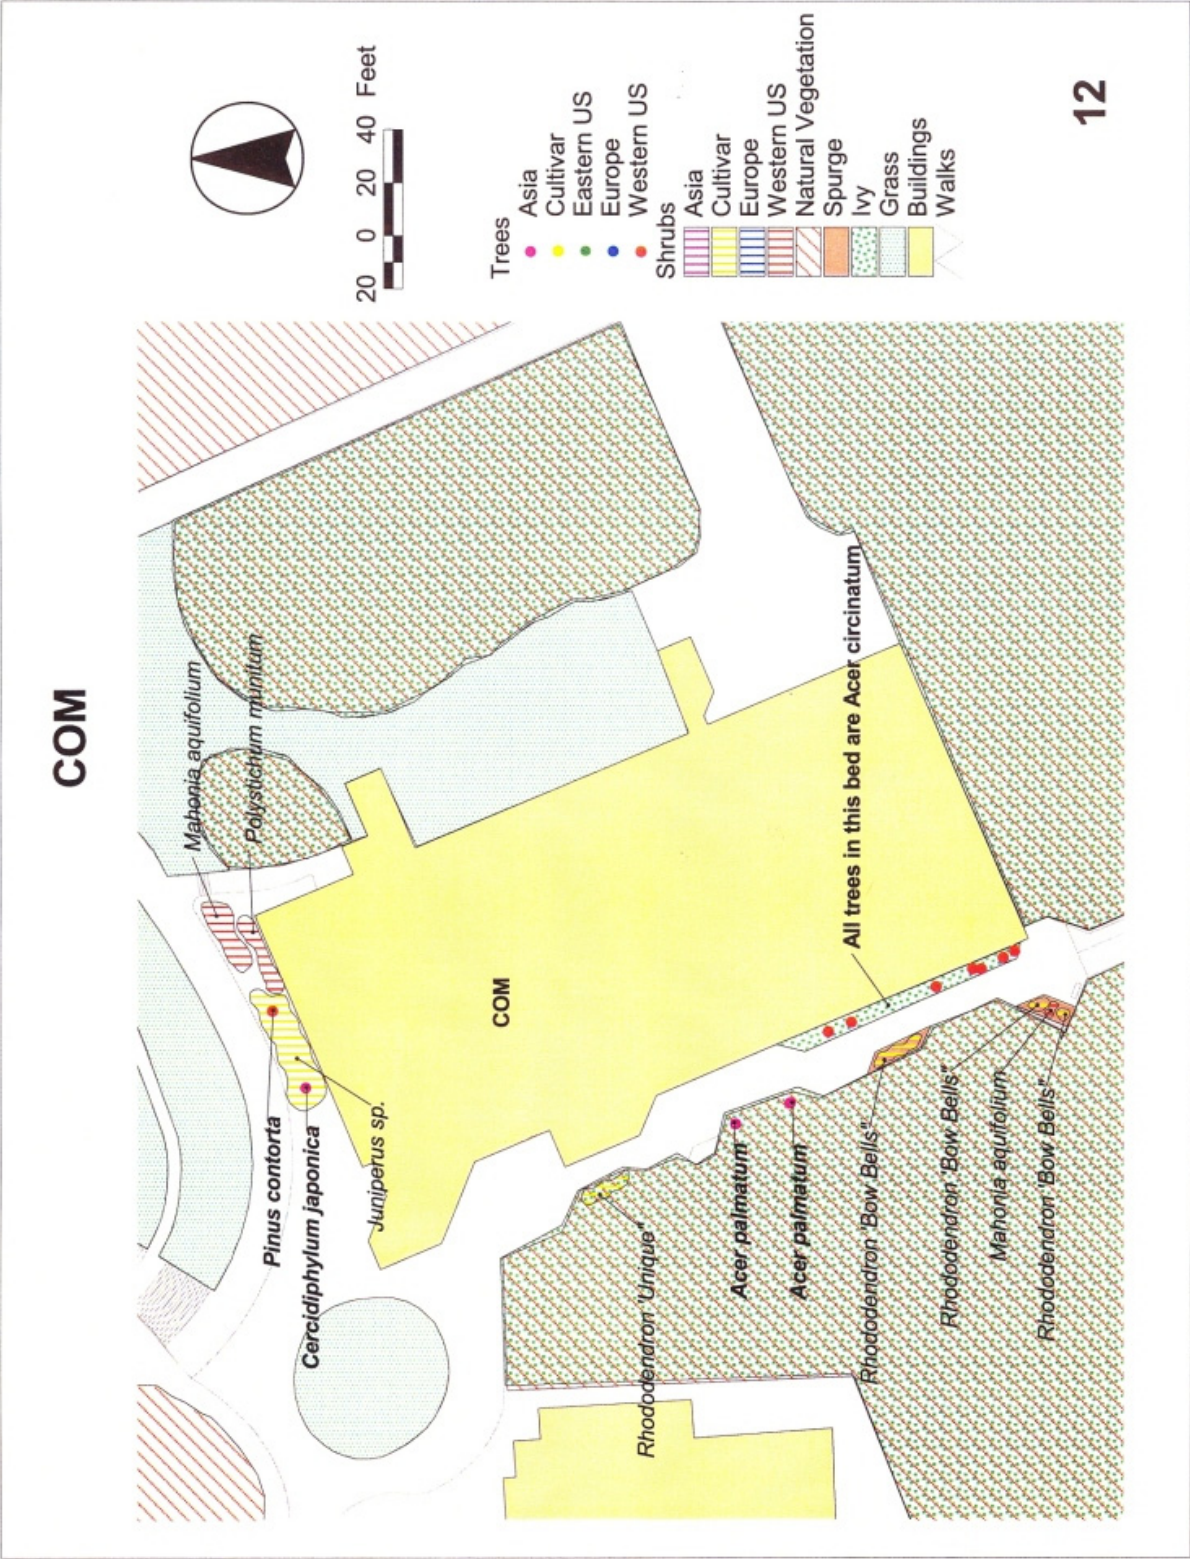 COM
20 0 20 40 Feet
Trees
Asia
Cultivar
Eastern US
Europe
Western US
Shrubs
Asia
Cultivar
Europe
Western US
Natural Vegetation
Spurge
Ivy
Grass
Buildings
Walks
12
Mahonia aquifolium
Polystichum munitum
Pinus contorta
Cercidiphylum japonica
Juniperus sp.
COM
All trees in this bed are Acer circinatum
Rhododendron 'Unique"
Acer palmatum
Acer palmatum
Rhododendron 'Bow Bells"
Rhododendron 'Bow Bells"
Mahonia aquifolium
Rhododendron 'Bow Bells"